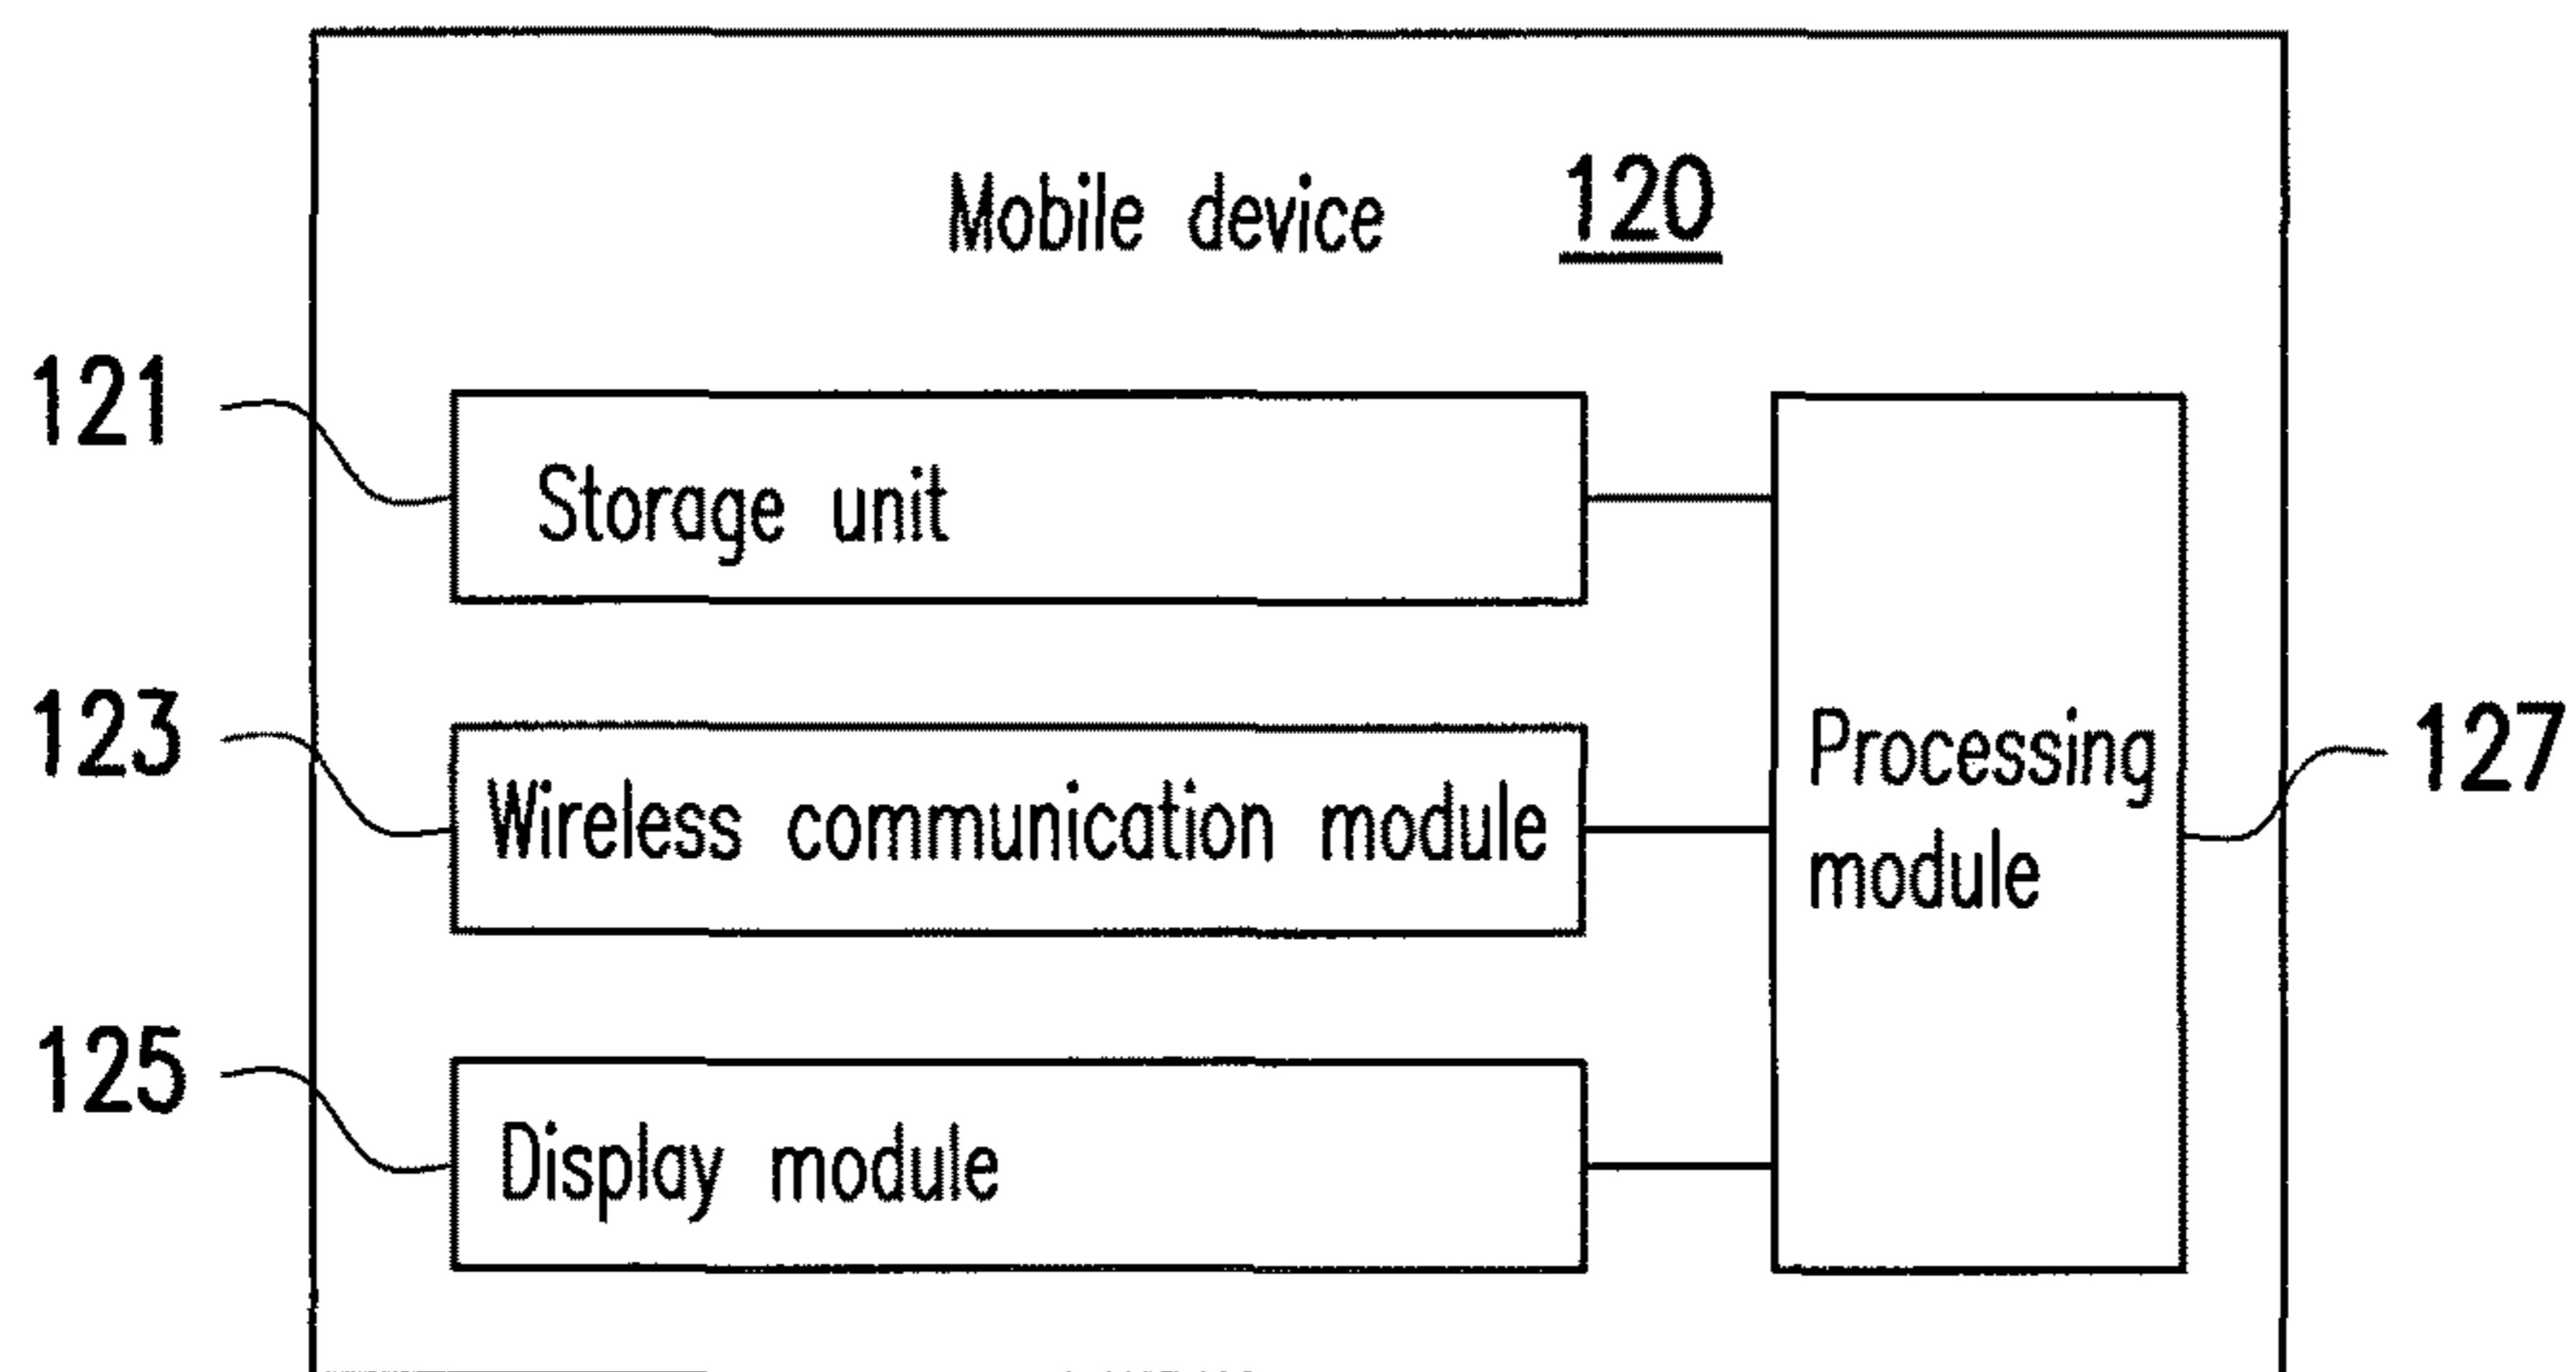 Mobile device 120
121
Storage unit
123
Wireless communication module
Processing
module
127
125
Display module